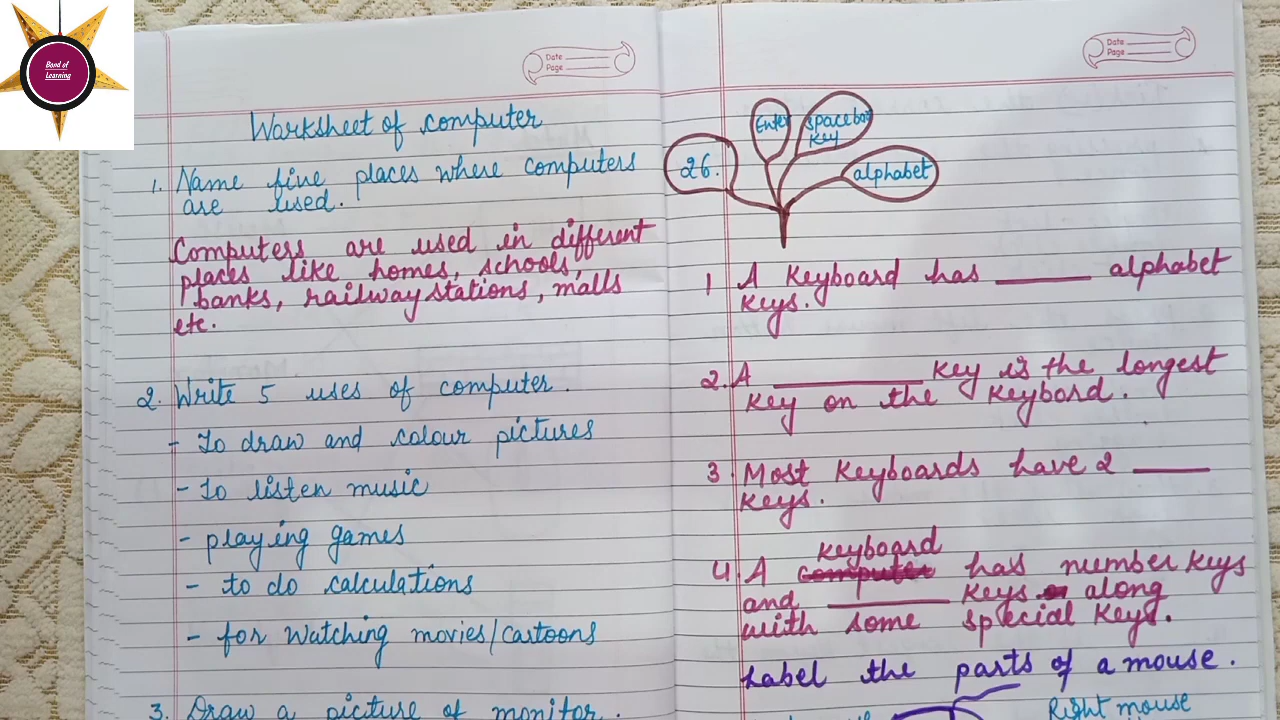 Bond of
Learning
Date
Page
Worksheet of computer
1. Name five places where computers
are used.
Computers are used in different
places like homes, schools,
banks, railway stations, malls
etc.
2. Write 5 uses of computer.
- To draw and colour pictures
- To listen music
- playing games
- to do calculations
- for watching movies/cartoons
3. Draw a picture of monitor.
Date
Page
26.
Enter
spacebar
key
alphabet
1 A keyboard has ______ alphabet
keys.
2. A ______ key is the longest
key on the keybord.
3. Most keyboards have 2 ______
keys.
keyboard
4 A computer has number keys
and ______ keys along
with some special keys.
Label the parts of a mouse.
Right mouse